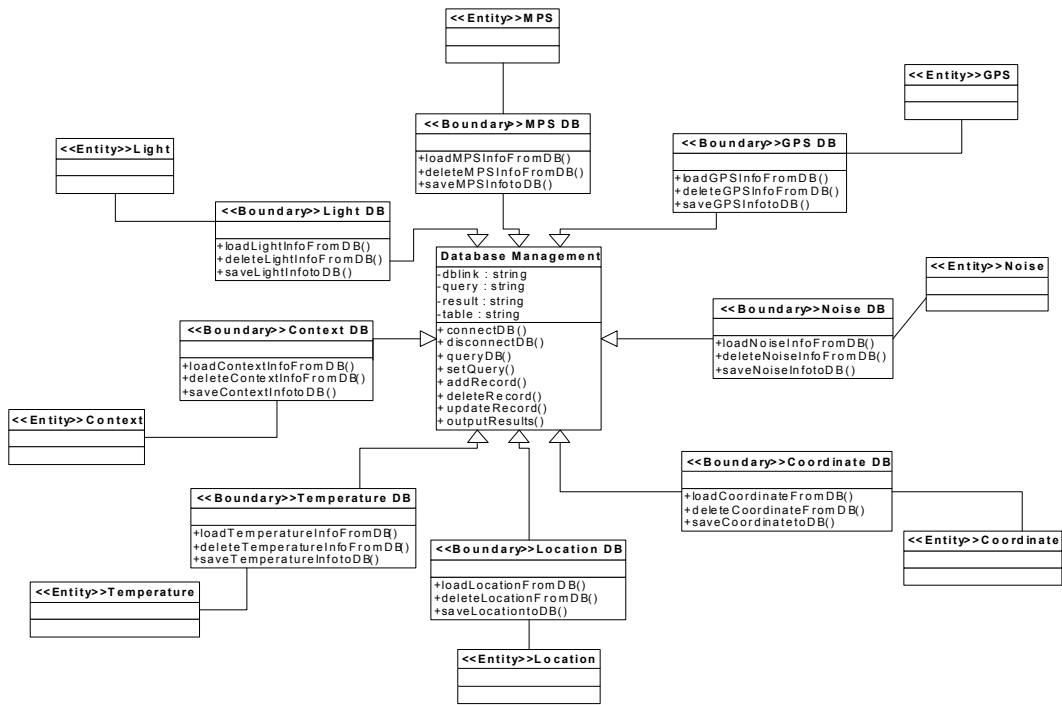 <<Entity>>MPS
<<Entity>>GPS
<<Boundary>>MPS DB
+loadMPSInfoFromDB()
+deleteMPSInfoFromDB()
+saveMPSInfotoDB()
<<Boundary>>GPS DB
+loadGPSInfoFromDB()
+deleteGPSInfoFromDB()
+saveGPSInfotoDB()
<<Entity>>Light
<<Boundary>>Light DB
+loadLightInfoFromDB()
+deleteLightInfoFromDB()
+saveLightInfotoDB()
Database Management
-dblink : string
-query : string
-result : string
-table : string
+ connectDB()
+ disconnectDB()
+ queryDB()
+ setQuery()
+ addRecord()
+ deleteRecord()
+ updateRecord()
+ outputResults()
<<Entity>>Noise
<<Boundary>>Noise DB
+loadNoiseInfoFromDB()
+deleteNoiseInfoFromDB()
+saveNoiseInfotoDB()
<<Boundary>>Context DB
+loadContextInfoFromDB()
+deleteContextInfoFromDB()
+saveContextInfotoDB()
<<Entity>>Context
<<Boundary>>Coordinate DB
+loadCoordinateFromDB()
+deleteCoordinateFromDB()
+saveCoordinatetoDB()
<<Entity>>Coordinate
<<Boundary>>Temperature DB
+loadTemperatureInfoFromDB()
+deleteTemperatureInfoFromDB()
+saveTemperatureInfotoDB()
<<Entity>>Temperature
<<Boundary>>Location DB
+loadLocationFromDB()
+deleteLocationFromDB()
+saveLocationtoDB()
<<Entity>>Location